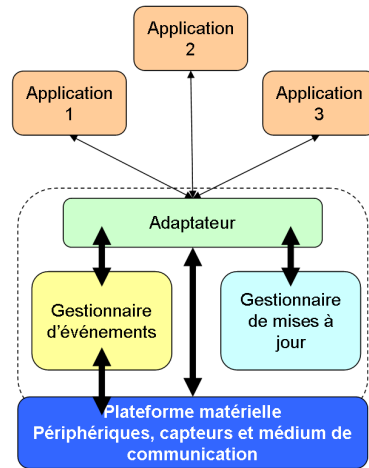 Application
2
Application
1
Application
3
Adaptateur
Gestionnaire
d'événements
Gestionnaire
de mises à
jour
Plateforme matérielle
Périphériques, capteurs et médium de
communication